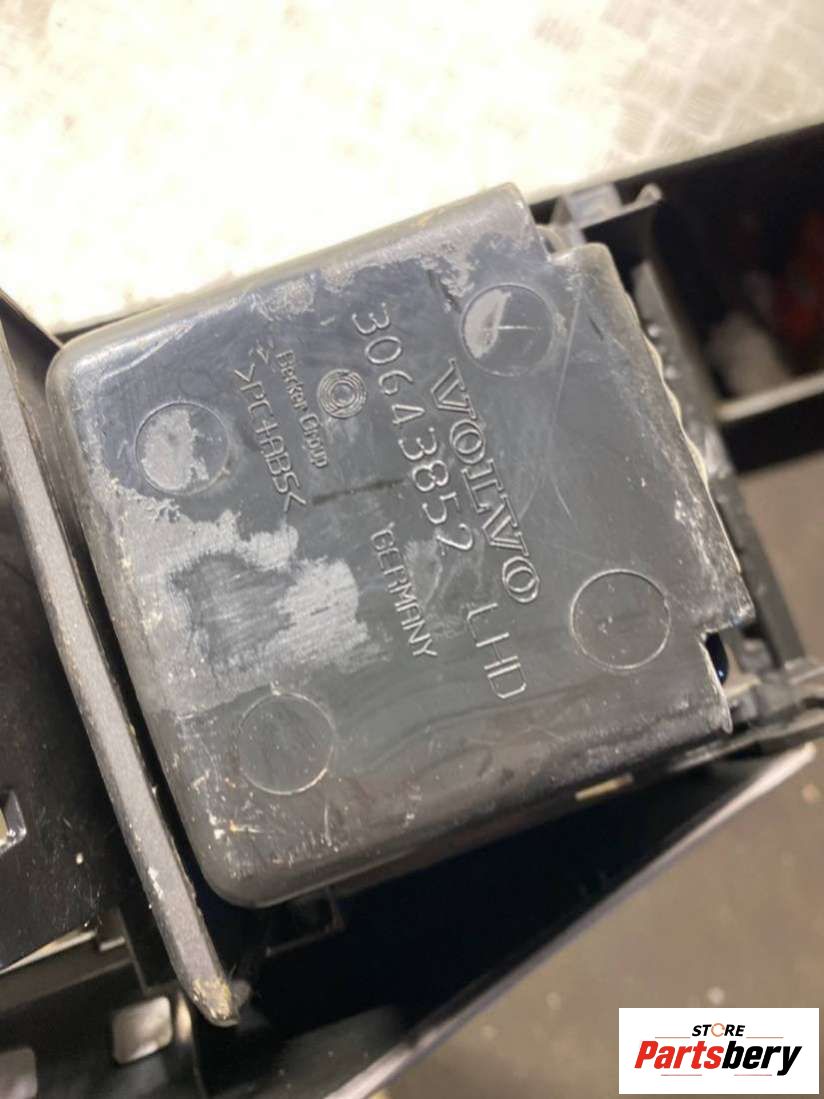 VOLVO LHD
30643852
GERMANY
Becker Group
>PC+ABS<
STORE
Partsbery